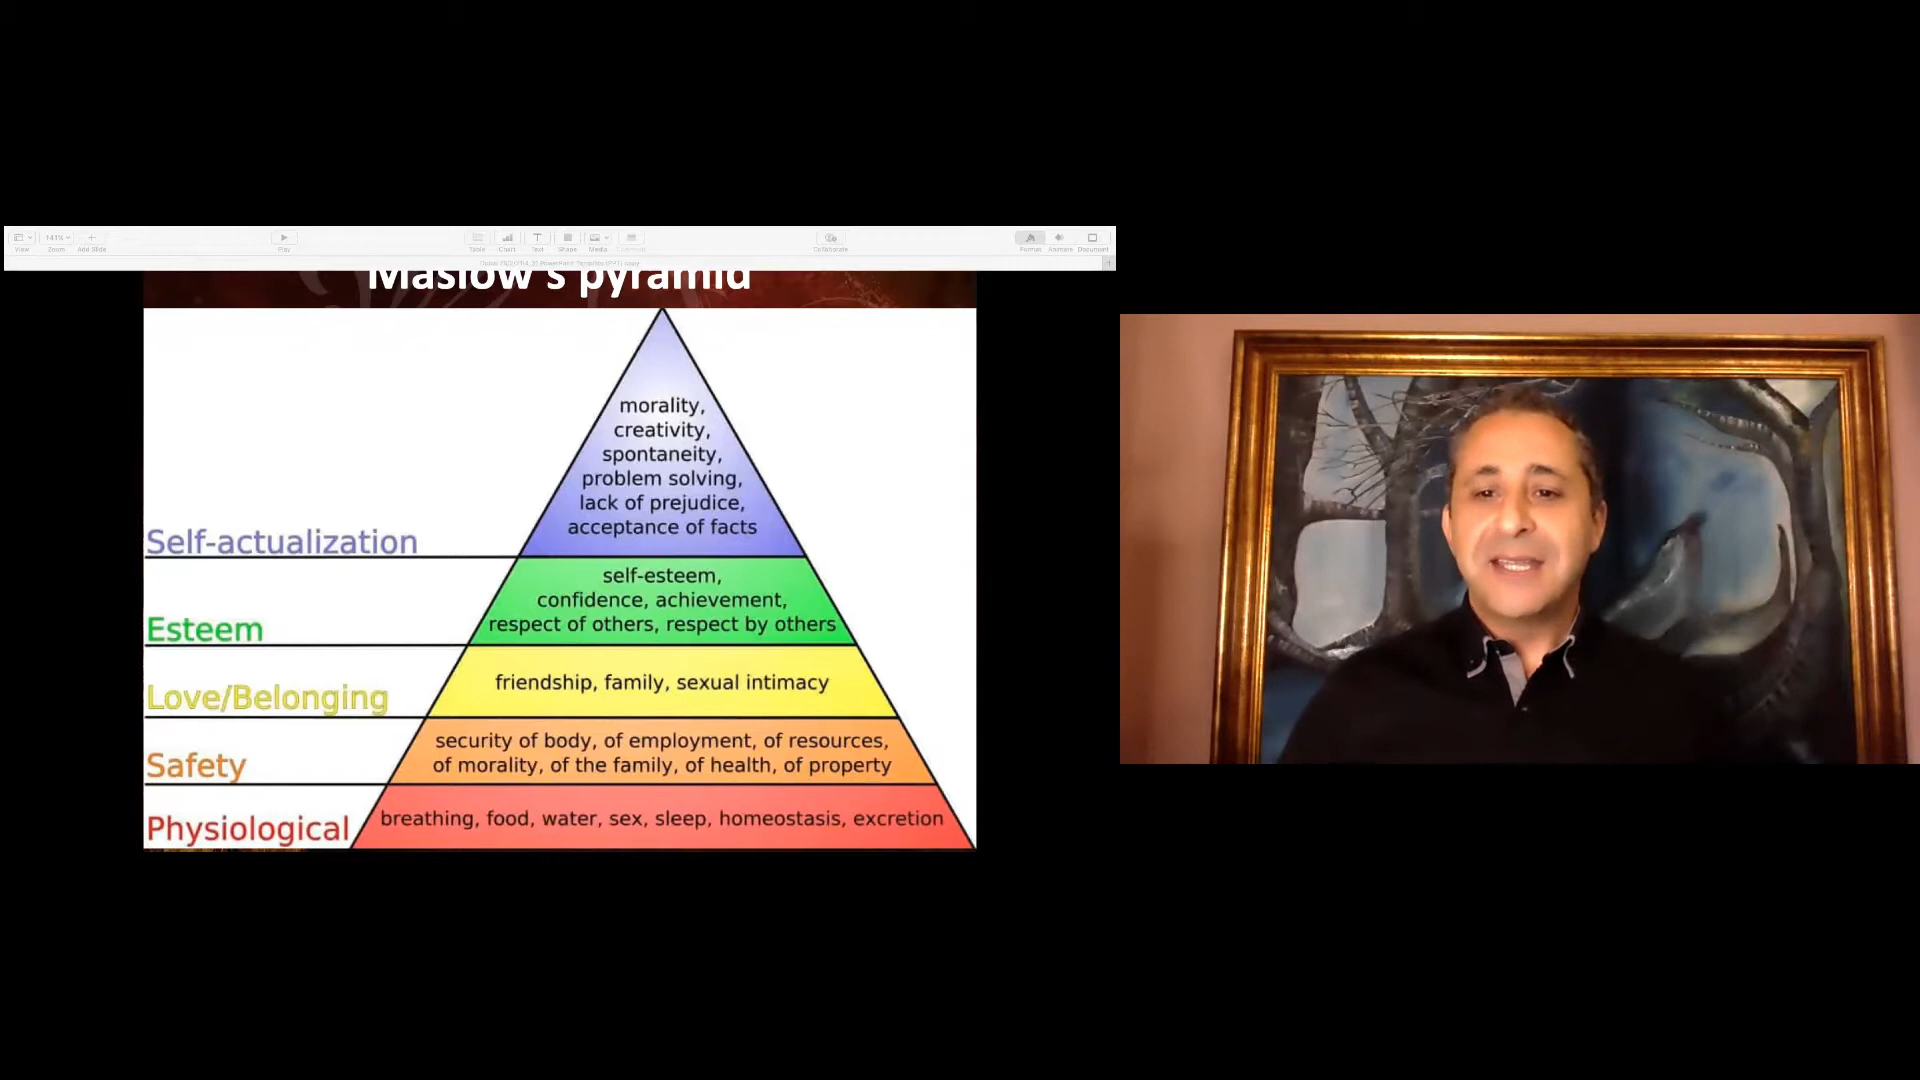 View
141%
Zoom
Add Slide
Play
Table
Chart
Text
Shape
Media
Comment
Collaborate
Format
Animate
Document
Maslow's pyramid
morality,
creativity,
spontaneity,
problem solving,
lack of prejudice,
acceptance of facts
Self-actualization
self-esteem,
confidence, achievement,
respect of others, respect by others
Esteem
friendship, family, sexual intimacy
Love/Belonging
security of body, of employment, of resources,
of morality, of the family, of health, of property
Safety
breathing, food, water, sex, sleep, homeostasis, excretion
Physiological